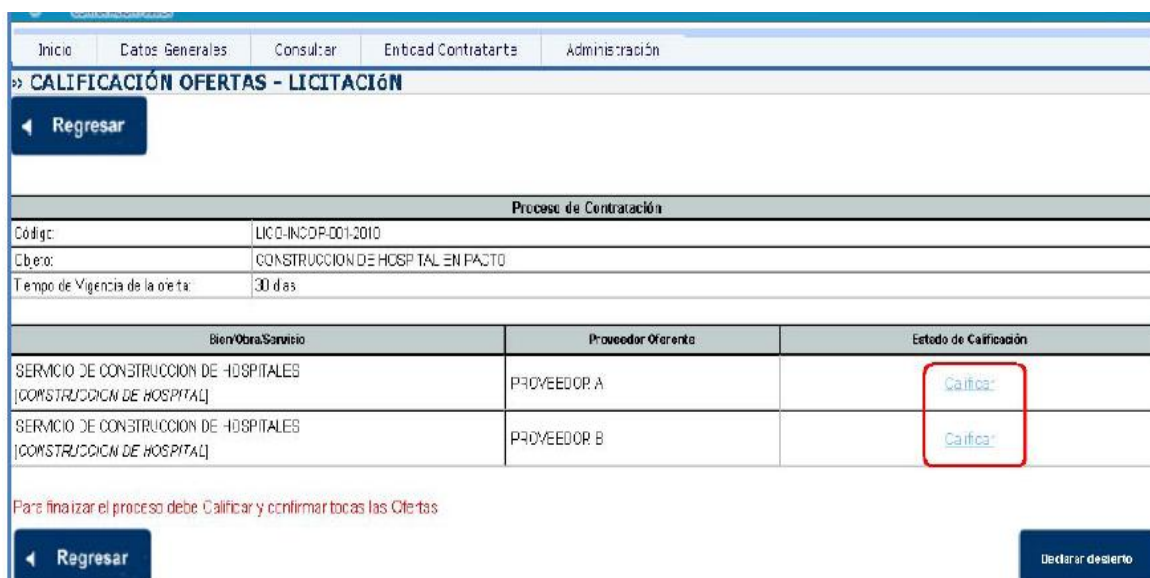 Inicio Datos Generales Consultar Entidad Contratante Administración
» CALIFICACIÓN OFERTAS - LICITACIóN
Regresar
Proceso de Contratación
Código: LICO-INCOP-001-2010
Objeto: CONSTRUCCION DE HOSPITAL EN PACTO
Tiempo de Vigencia de la oferta: 30 dias
Bien/Obra/Servicio Proveedor Oferente Estado de Calificación
SERVICIO DE CONSTRUCCION DE HOSPITALES
[CONSTRUCCION DE HOSPITAL]
PROVEEDOR A Calificar
SERVICIO DE CONSTRUCCION DE HOSPITALES
[CONSTRUCCION DE HOSPITAL]
PROVEEDOR B Calificar
Para finalizar el proceso debe Calificar y confirmar todas las Ofertas
Regresar Declarar desierto